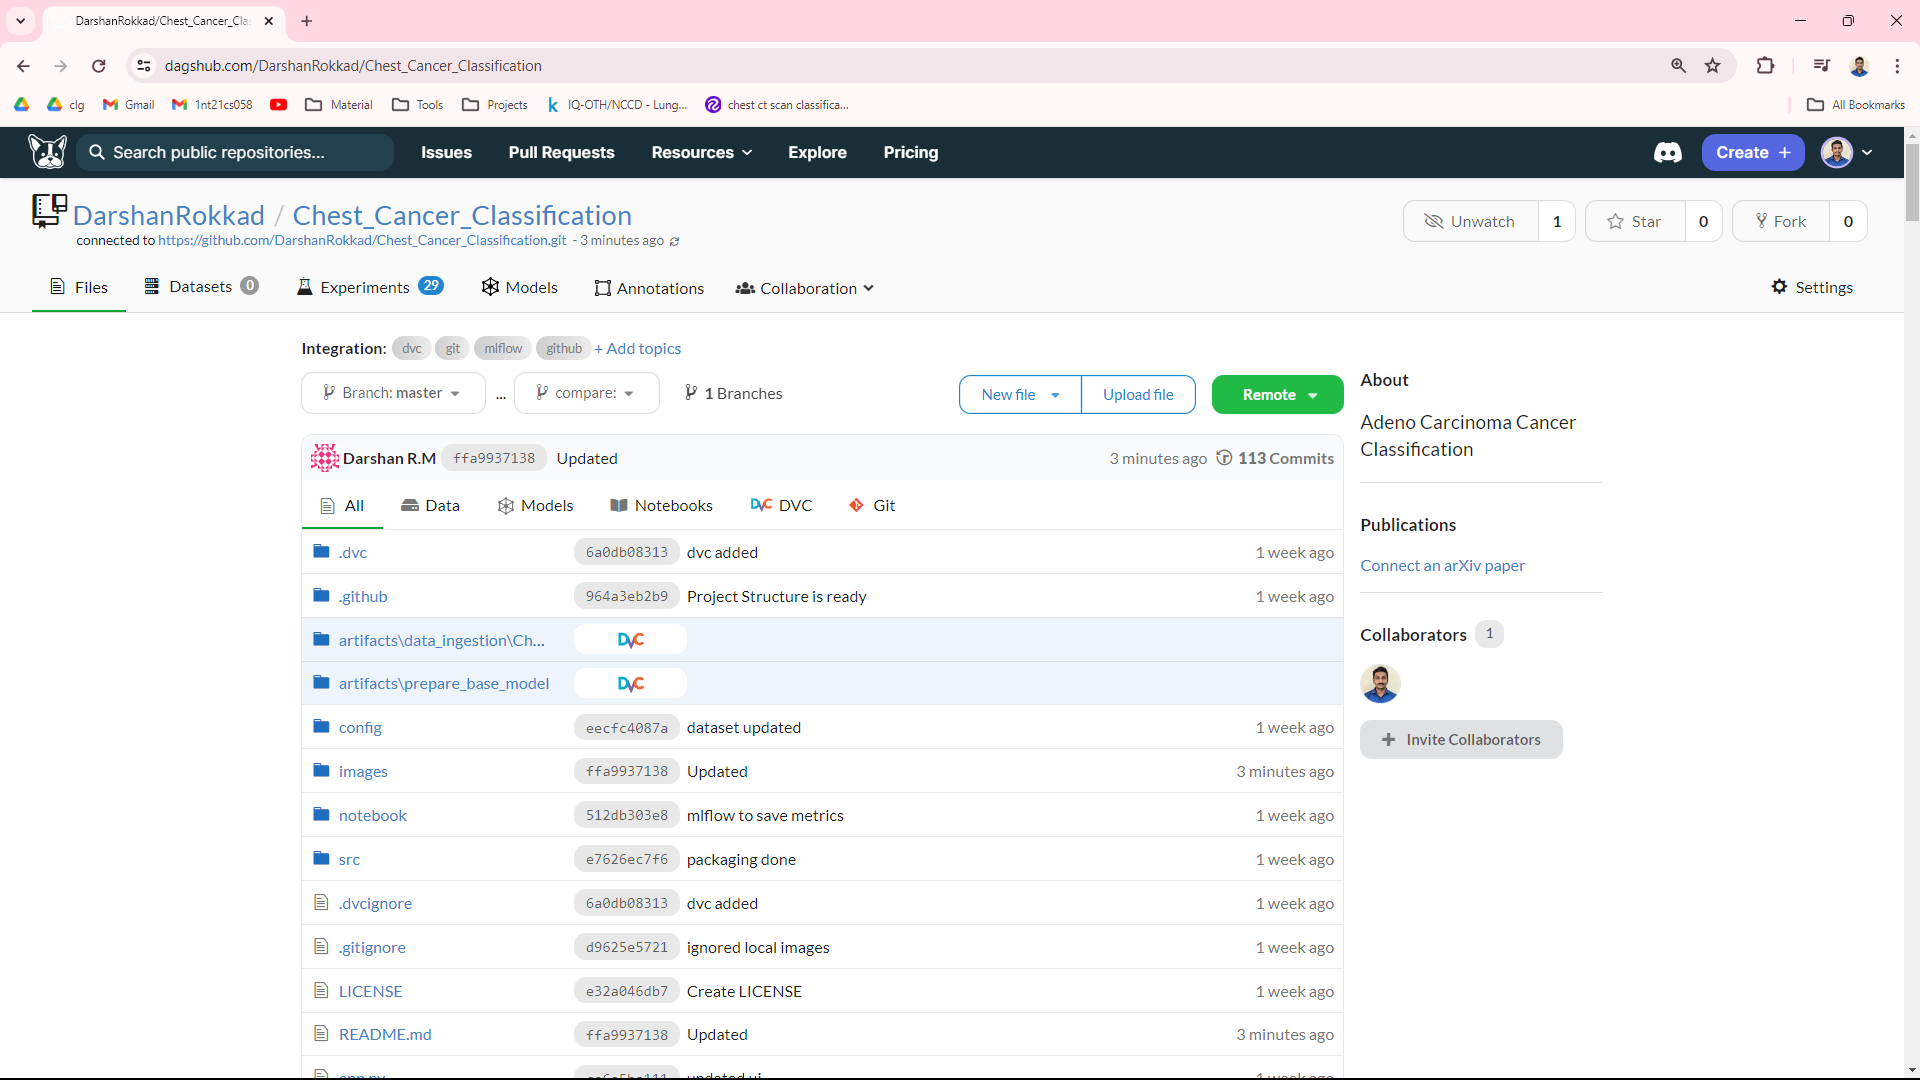 DarshanRokkad/Chest_Cancer_Cla
dagshub.com/DarshanRokkad/Chest_Cancer_Classification
clg Gmail 1nt21cs058 Material Tools Projects IQ-OTH/NCCD - Lung... chest ct scan classifica... All Bookmarks
Search public repositories... Issues Pull Requests Resources Explore Pricing Create +
DarshanRokkad / Chest_Cancer_Classification Unwatch 1 Star 0 Fork 0
connected to https://github.com/DarshanRokkad/Chest_Cancer_Classification.git - 3 minutes ago
Files Datasets 0 Experiments 29 Models Annotations Collaboration Settings
Integration: dvc git mlflow github + Add topics
Branch: master ... compare: 1 Branches New file Upload file Remote
Darshan R.M ffa9937138 Updated 3 minutes ago 113 Commits
All Data Models Notebooks DVC DVC Git
.dvc 6a0db08313 dvc added 1 week ago
.github 964a3eb2b9 Project Structure is ready 1 week ago
artifacts\data_ingestion\Ch... DVC
artifacts\prepare_base_model DVC
config eecfc4087a dataset updated 1 week ago
images ffa9937138 Updated 3 minutes ago
notebook 512db303e8 mlflow to save metrics 1 week ago
src e7626ec7f6 packaging done 1 week ago
.dvcignore 6a0db08313 dvc added 1 week ago
.gitignore d9625e5721 ignored local images 1 week ago
LICENSE e32a046db7 Create LICENSE 1 week ago
README.md ffa9937138 Updated 3 minutes ago
About
Adeno Carcinoma Cancer
Classification
Publications
Connect an arXiv paper
Collaborators 1
+ Invite Collaborators